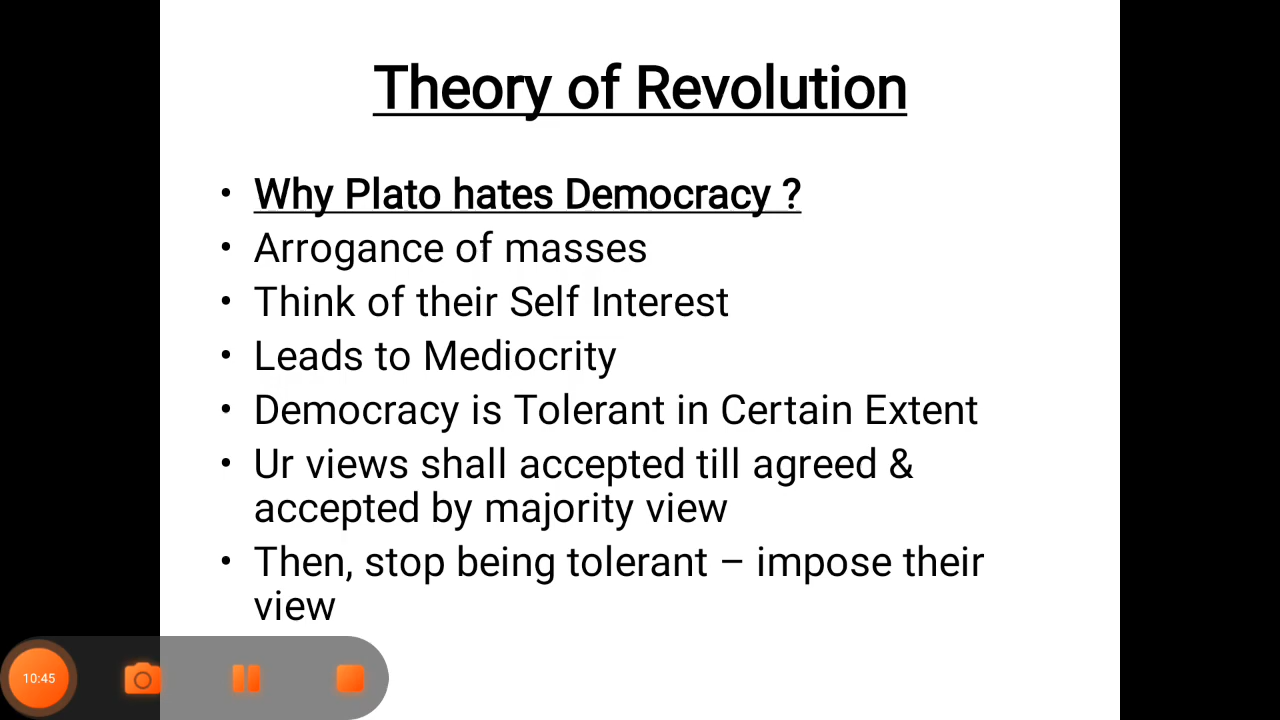 Theory of Revolution
• Why Plato hates Democracy ?
• Arrogance of masses
• Think of their Self Interest
• Leads to Mediocrity
• Democracy is Tolerant in Certain Extent
• Ur views shall accepted till agreed &
accepted by majority view
• Then, stop being tolerant – impose their
view
10:45